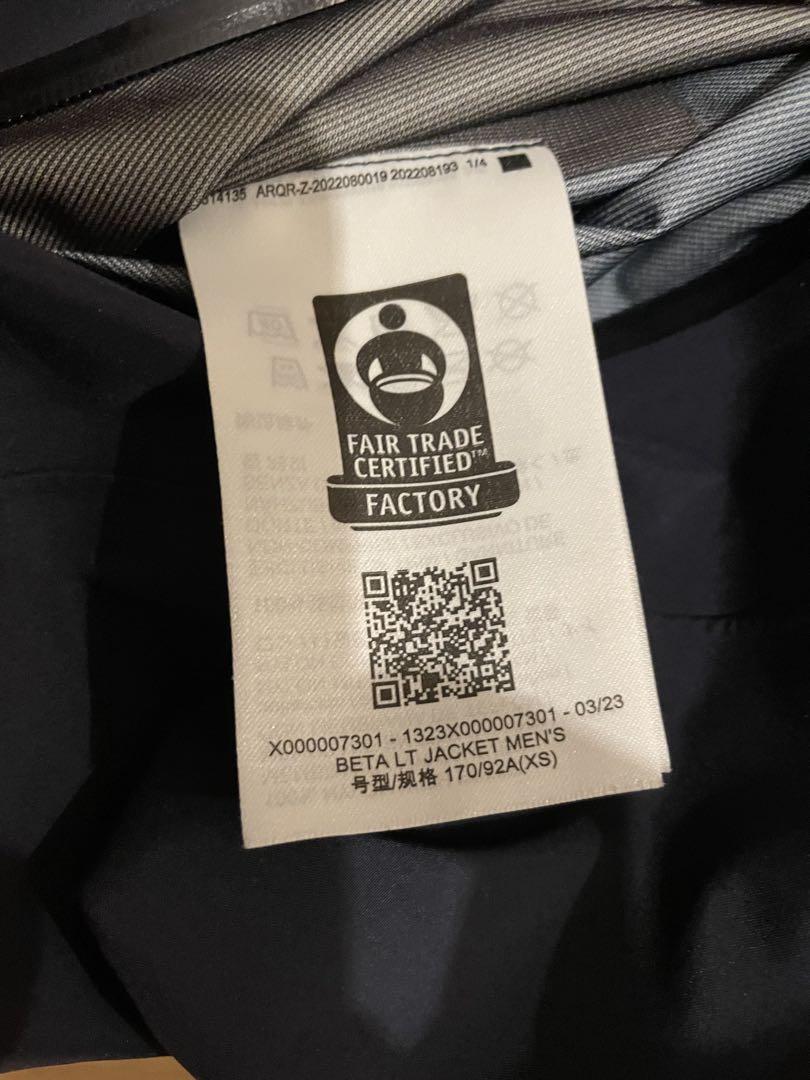 14135 ARQR-Z-2022080019 202208193 1/4
FAIR TRADE
CERTIFIED™
FACTORY
X000007301 - 1323X000007301 - 03/23
BETA LT JACKET MEN'S
号型/规格 170/92A(XS)